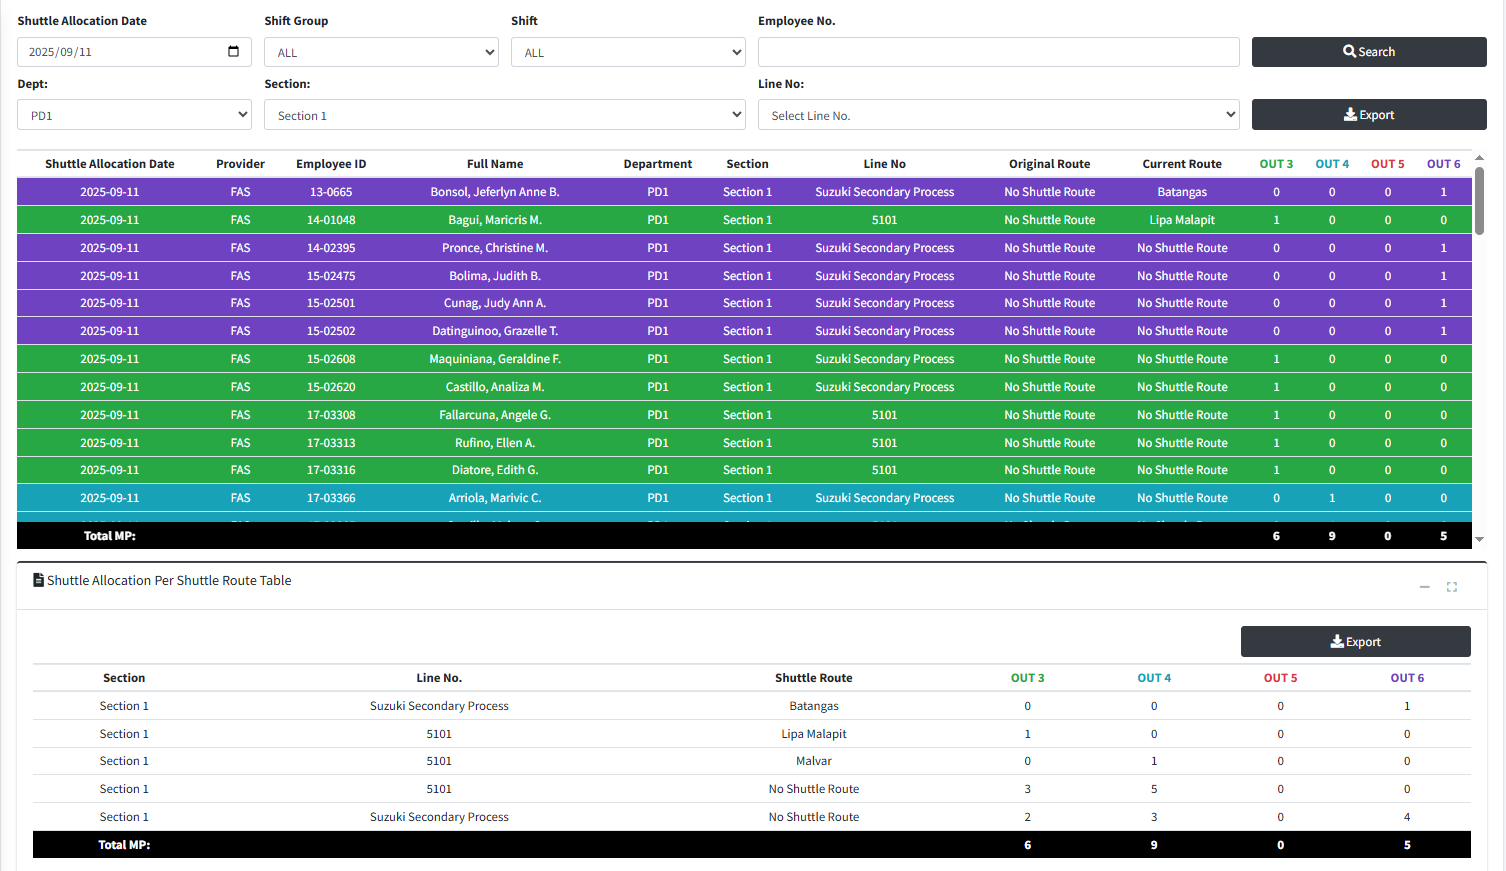 Shuttle Allocation Date Shift Group Shift Employee No.
2025/09/11 ALL ALL Search
Dept: Section: Line No:
PD1 Section 1 Select Line No. Export
Shuttle Allocation Date Provider Employee ID Full Name Department Section Line No Original Route Current Route OUT 3 OUT 4 OUT 5 OUT 6
2025-09-11 FAS 13-0665 Bonsol, Jeferlyn Anne B. PD1 Section 1 Suzuki Secondary Process No Shuttle Route Batangas 0 0 0 1
2025-09-11 FAS 14-01048 Bagui, Maricris M. PD1 Section 1 5101 No Shuttle Route Lipa Malapit 1 0 0 0
2025-09-11 FAS 14-02395 Pronce, Christine M. PD1 Section 1 Suzuki Secondary Process No Shuttle Route No Shuttle Route 0 0 0 1
2025-09-11 FAS 15-02475 Bolima, Judith B. PD1 Section 1 Suzuki Secondary Process No Shuttle Route No Shuttle Route 0 0 0 1
2025-09-11 FAS 15-02501 Cunag, Judy Ann A. PD1 Section 1 Suzuki Secondary Process No Shuttle Route No Shuttle Route 0 0 0 1
2025-09-11 FAS 15-02502 Datinguinoo, Grazelle T. PD1 Section 1 Suzuki Secondary Process No Shuttle Route No Shuttle Route 0 0 0 1
2025-09-11 FAS 15-02608 Maquiniana, Geraldine F. PD1 Section 1 Suzuki Secondary Process No Shuttle Route No Shuttle Route 1 0 0 0
2025-09-11 FAS 15-02620 Castillo, Analiza M. PD1 Section 1 Suzuki Secondary Process No Shuttle Route No Shuttle Route 1 0 0 0
2025-09-11 FAS 17-03308 Fallarcuna, Angele G. PD1 Section 1 5101 No Shuttle Route No Shuttle Route 1 0 0 0
2025-09-11 FAS 17-03313 Rufino, Ellen A. PD1 Section 1 5101 No Shuttle Route No Shuttle Route 1 0 0 0
2025-09-11 FAS 17-03316 Diatore, Edith G. PD1 Section 1 5101 No Shuttle Route No Shuttle Route 1 0 0 0
2025-09-11 FAS 17-03366 Arriola, Marivic C. PD1 Section 1 Suzuki Secondary Process No Shuttle Route No Shuttle Route 0 1 0 0
Total MP: 6 9 0 5
Shuttle Allocation Per Shuttle Route Table
Export
Section Line No. Shuttle Route OUT 3 OUT 4 OUT 5 OUT 6
Section 1 Suzuki Secondary Process Batangas 0 0 0 1
Section 1 5101 Lipa Malapit 1 0 0 0
Section 1 5101 Malvar 0 1 0 0
Section 1 5101 No Shuttle Route 3 5 0 0
Section 1 Suzuki Secondary Process No Shuttle Route 2 3 0 4
Total MP: 6 9 0 5